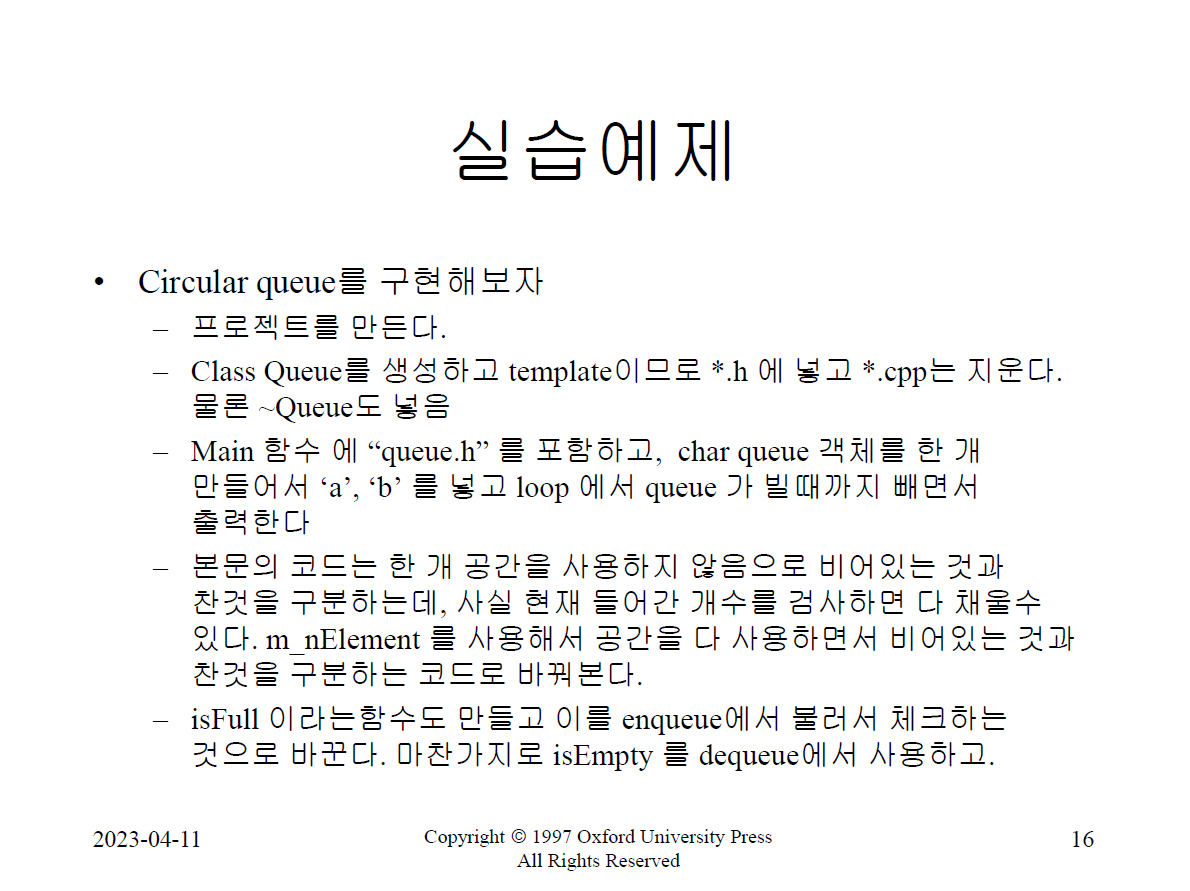 실습예제
• Circular queue를 구현해보자
– 프로젝트를 만든다.
– Class Queue를 생성하고 template이므로 *.h 에 넣고 *.cpp는 지운다.
물론 ~Queue도 넣음
– Main 함수 에 “queue.h” 를 포함하고, char queue 객체를 한 개
만들어서 ‘a’, ‘b’ 를 넣고 loop 에서 queue 가 빌때까지 빼면서
출력한다
– 본문의 코드는 한 개 공간을 사용하지 않음으로 비어있는 것과
찬것을 구분하는데, 사실 현재 들어간 개수를 검사하면 다 채울수
있다. m_nElement 를 사용해서 공간을 다 사용하면서 비어있는 것과
찬것을 구분하는 코드로 바꿔본다.
– isFull 이라는함수도 만들고 이를 enqueue에서 불러서 체크하는
것으로 바꾼다. 마찬가지로 isEmpty 를 dequeue에서 사용하고.
2023-04-11
Copyright © 1997 Oxford University Press
All Rights Reserved
16